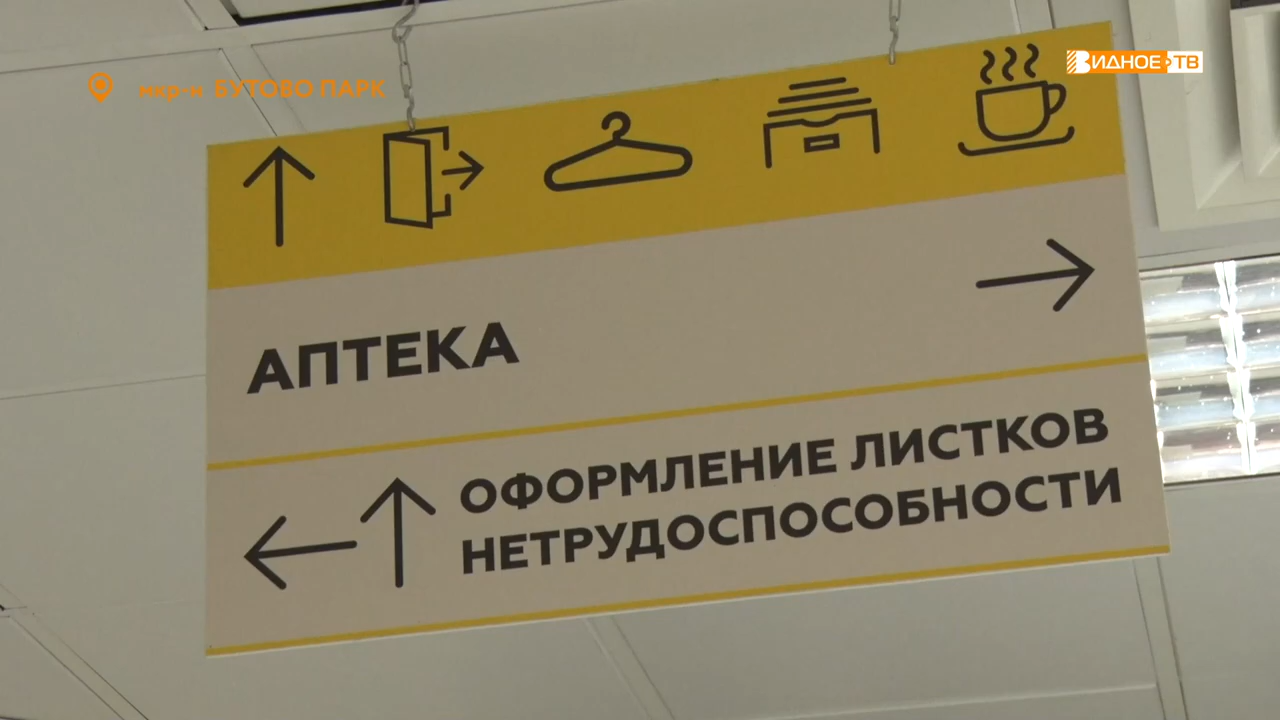 мкр-н БУТОВО ПАРК
ВИДНОЕ ТВ
АПТЕКА
ОФОРМЛЕНИЕ ЛИСТКОВ
НЕТРУДОСПОСОБНОСТИ